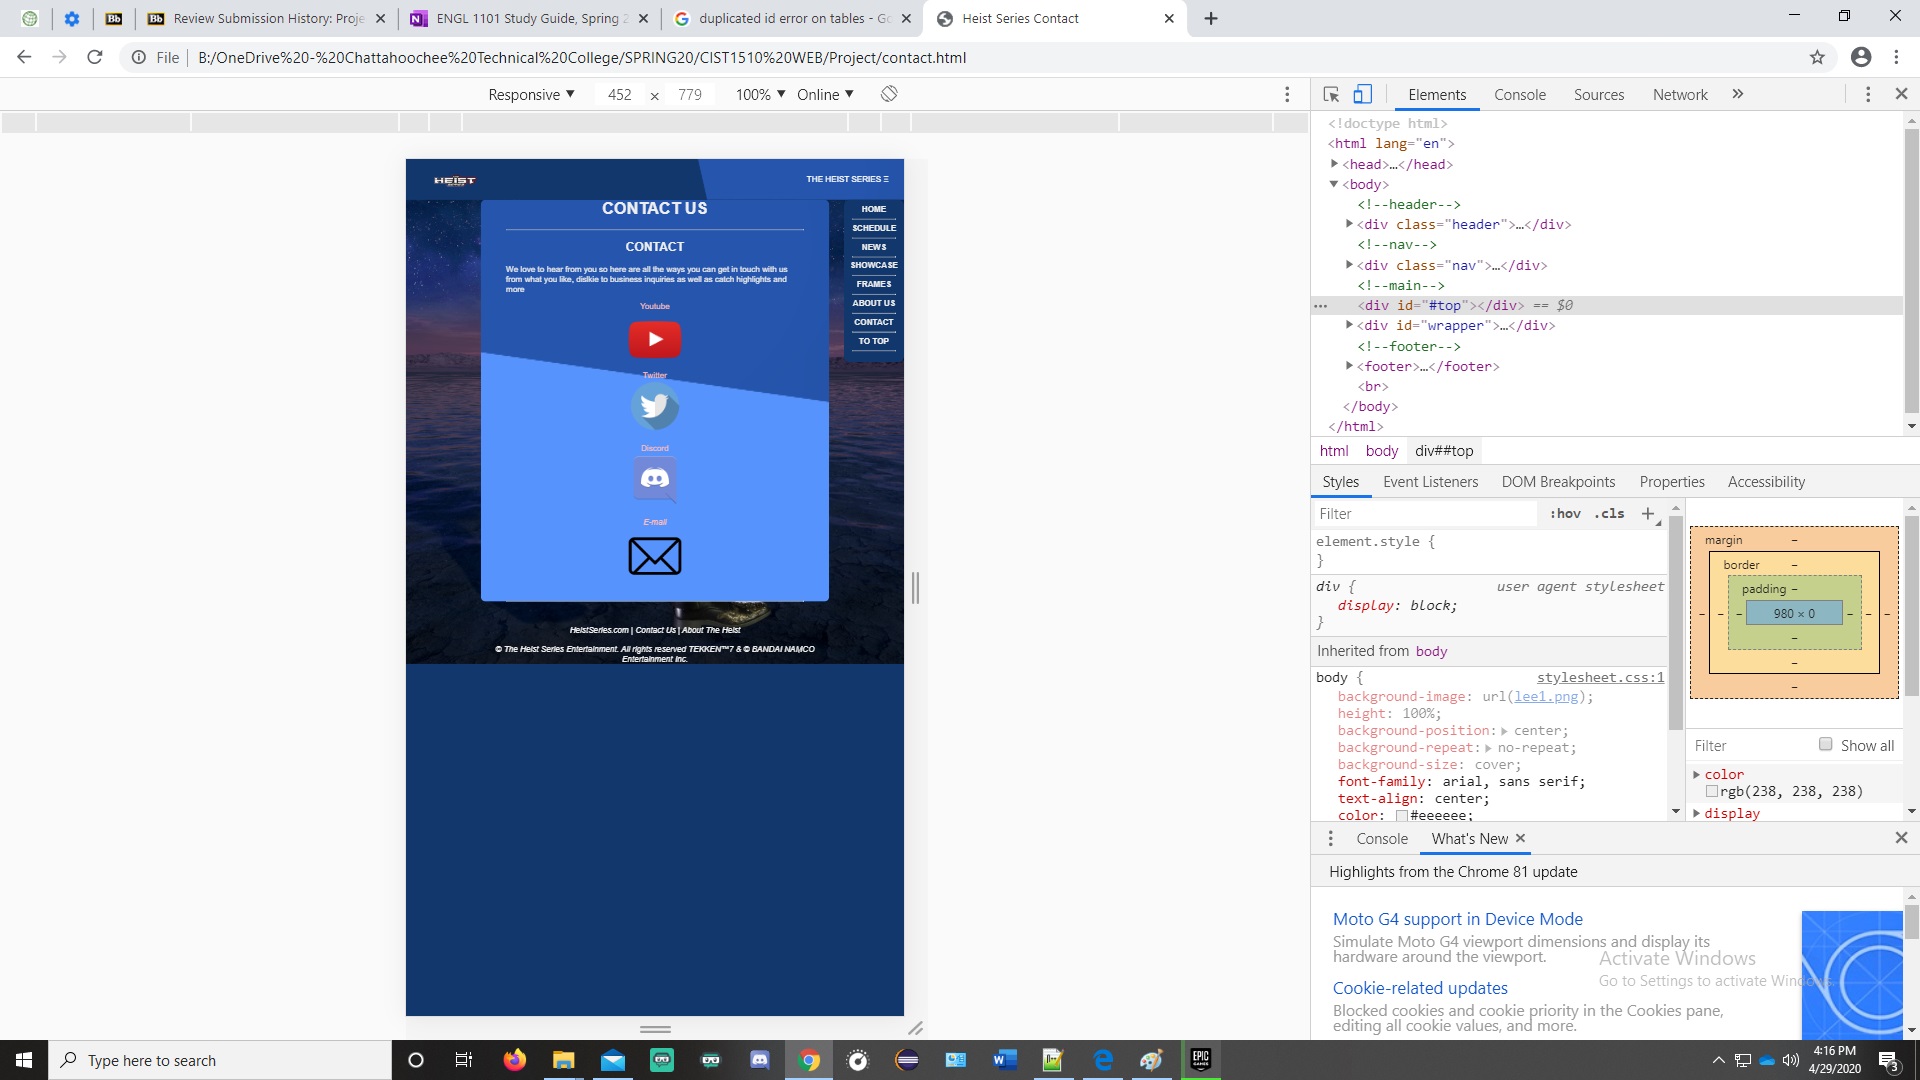 Review Submission History: Proje
ENGL 1101 Study Guide, Spring 2
duplicated id error on tables - Go
Heist Series Contact
File
B:/OneDrive%20-%20Chattahoochee%20Technical%20College/SPRING20/CIST1510%20WEB/Project/contact.html
Responsive 452 × 779 100% Online
Elements Console Sources Network
HEIST
THE HEIST SERIES Ξ
CONTACT US
CONTACT
We love to hear from you so here are all the ways you can get in touch with us
from what you like, dislkie to business inquiries as well as catch highlights and
more
Youtube
Twitter
Discord
E-mail
HOME
SCHEDULE
NEWS
SHOWCASE
FRAMES
ABOUT US
CONTACT
TO TOP
HeistSeries.com | Contact Us | About The Heist
© The Heist Series Entertainment. All rights reserved TEKKEN™7 & © BANDAI NAMCO
Entertainment Inc.
<!doctype html>
<html lang="en">
<head>…</head>
<body>
<!--header-->
<div class="header">…</div>
<!--nav-->
<div class="nav">…</div>
<!--main-->
<div id="#top"></div> == $0
<div id="wrapper">…</div>
<!--footer-->
<footer>…</footer>
<br>
</body>
</html>
html body div##top
Styles Event Listeners DOM Breakpoints Properties Accessibility
Filter :hov .cls +
element.style {
}
div { user agent stylesheet
display: block;
}
Inherited from body
body { stylesheet.css:1
background-image: url(lee1.png);
height: 100%;
background-position: center;
background-repeat: no-repeat;
background-size: cover;
font-family: arial, sans serif;
text-align: center;
color: #eeeeee;
margin –
border –
padding –
980 × 0
Filter Show all
color
rgb(238, 238, 238)
display
Console What's New
Highlights from the Chrome 81 update
Moto G4 support in Device Mode
Simulate Moto G4 viewport dimensions and display its
hardware around the viewport.
Cookie-related updates
Blocked cookies and cookie priority in the Cookies pane,
editing all cookie values, and more.
Activate Windows
Go to Settings to activate Windows.
Type here to search
4:16 PM
4/29/2020
3